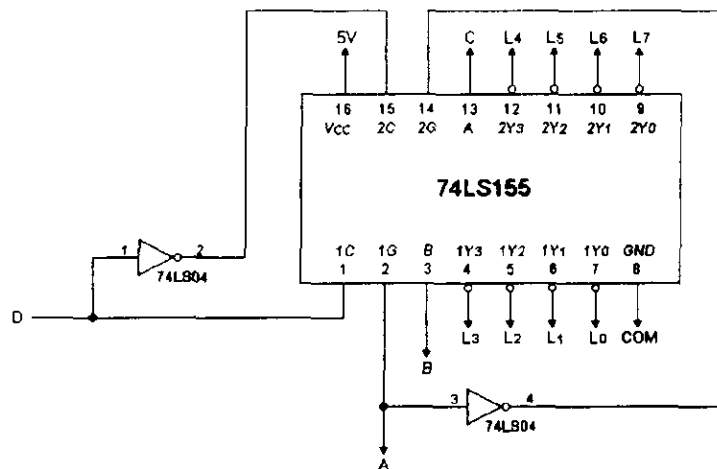 5V C L4 L5 L6 L7
16 15 14 13 12 11 10 9
VCC 2C 2G A 2Y3 2Y2 2Y1 2Y0
74LS155
1C 1G B 1Y3 1Y2 1Y1 1Y0 GND
1 2 3 4 5 6 7 8
1 2
74LS04
D
L3 L2 L1 L0 COM
B
3 4
74LS04
A